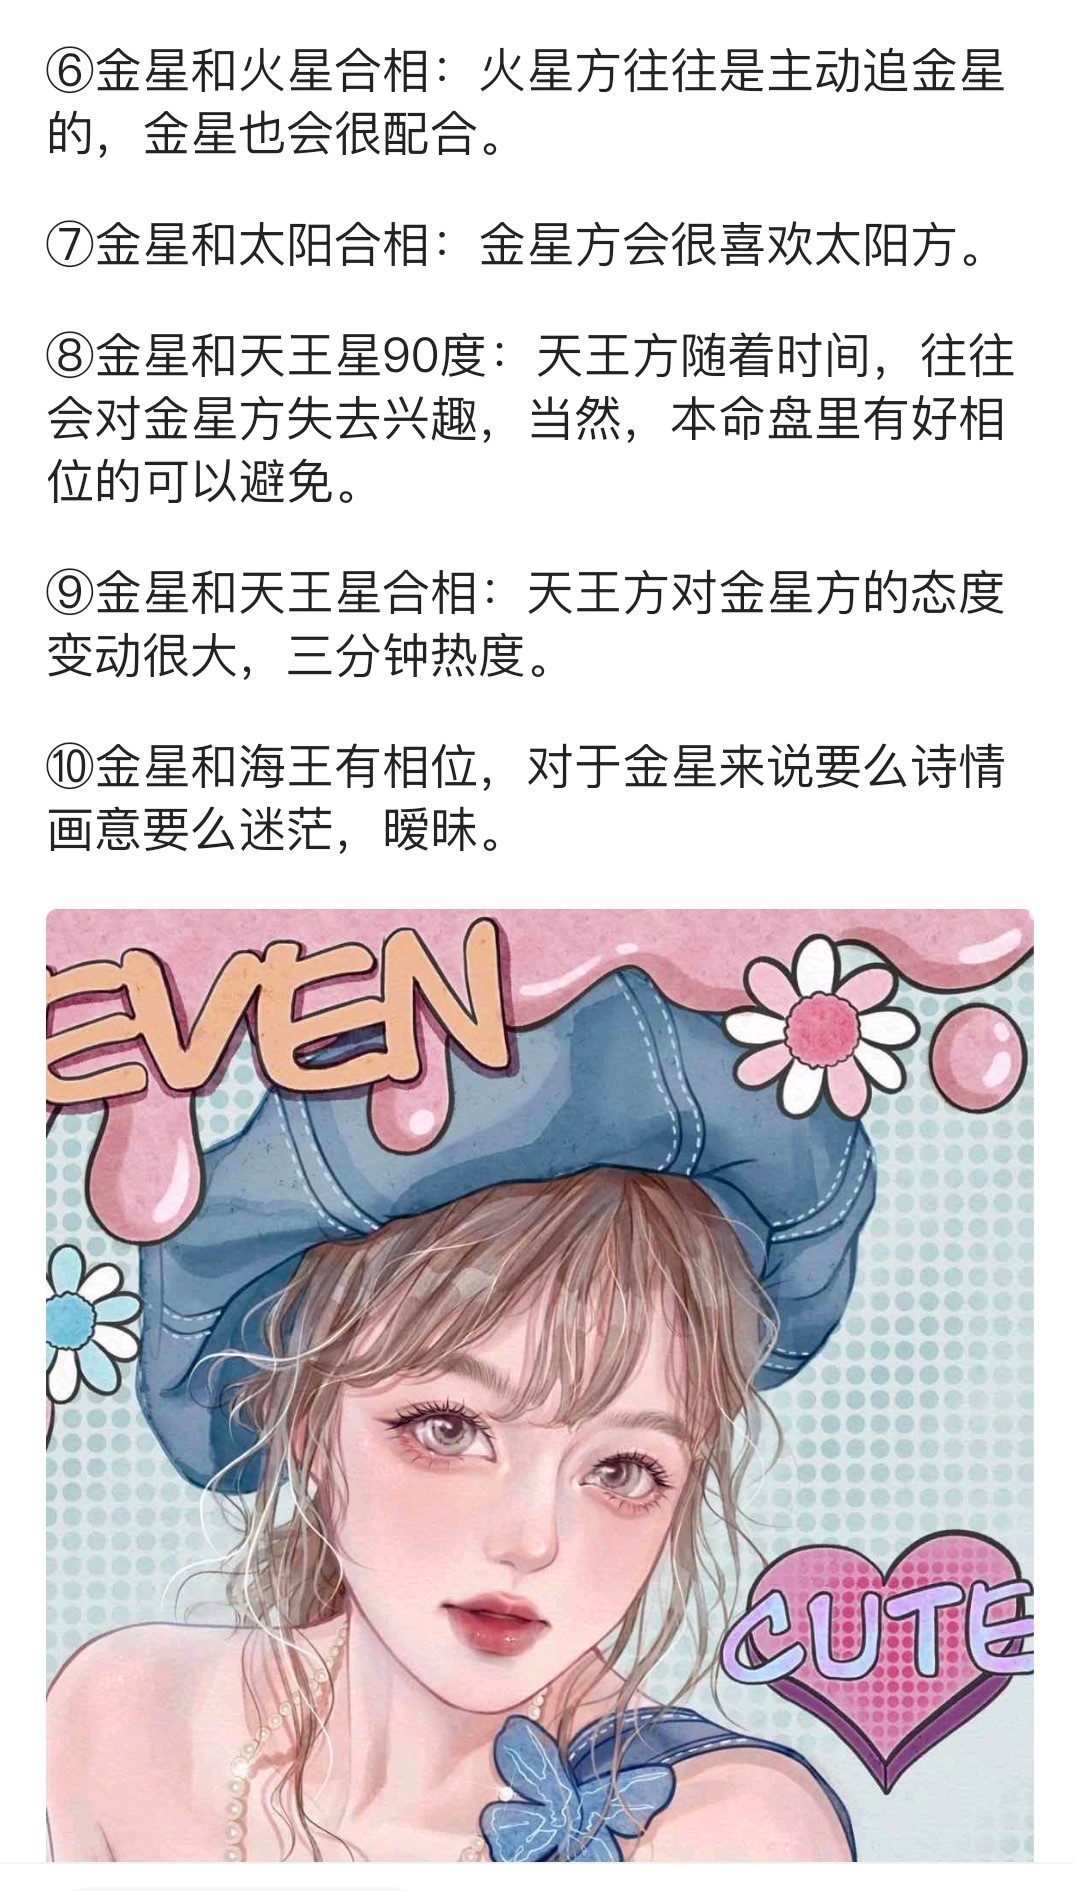 ⑥金星和火星合相：火星方往往是主动追金星
的，金星也会很配合。
⑦金星和太阳合相：金星方会很喜欢太阳方。
⑧金星和天王星90度：天王方随着时间，往往
会对金星方失去兴趣，当然，本命盘里有好相
位的可以避免。
⑨金星和天王星合相：天王方对金星方的态度
变动很大，三分钟热度。
⑩金星和海王有相位，对于金星来说要么诗情
画意要么迷茫，暧昧。
EVEN
CUTE